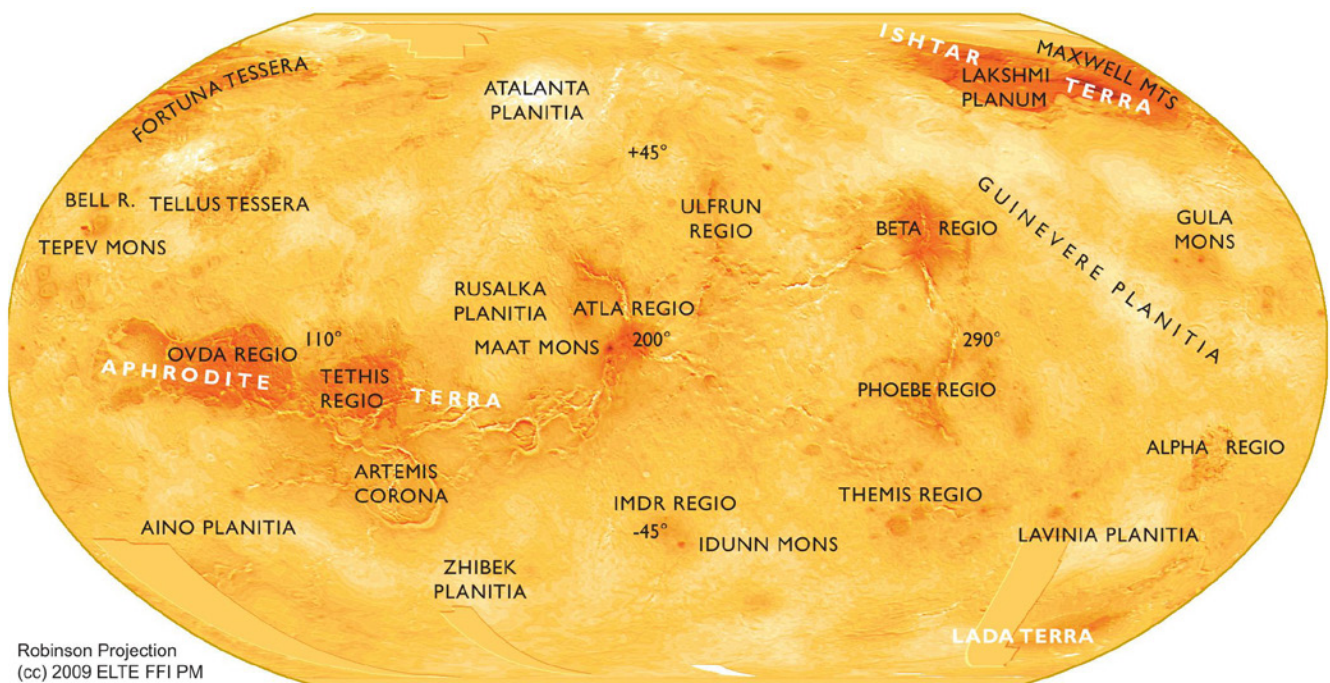 ISHTAR
MAXWELL MTS
FORTUNA TESSERA
LAKSHMI
PLANUM
TERRA
ATALANTA
PLANITIA
+45°
BELL R.
TELLUS TESSERA
ULFRUN
REGIO
GUINEVERE PLANITIA
GULA
MONS
BETA REGIO
TEPEV MONS
RUSALKA
PLANITIA
ATLA REGIO
MAAT MONS
200°
110°
290°
OVDA REGIO
APHRODITE
TETHIS
REGIO
TERRA
PHOEBE REGIO
ALPHA REGIO
ARTEMIS
CORONA
IMDR REGIO
THEMIS REGIO
AINO PLANITIA
-45°
IDUNN MONS
LAVINIA PLANITIA
ZHIBEK
PLANITIA
LADA TERRA
Robinson Projection
(cc) 2009 ELTE FFI PM